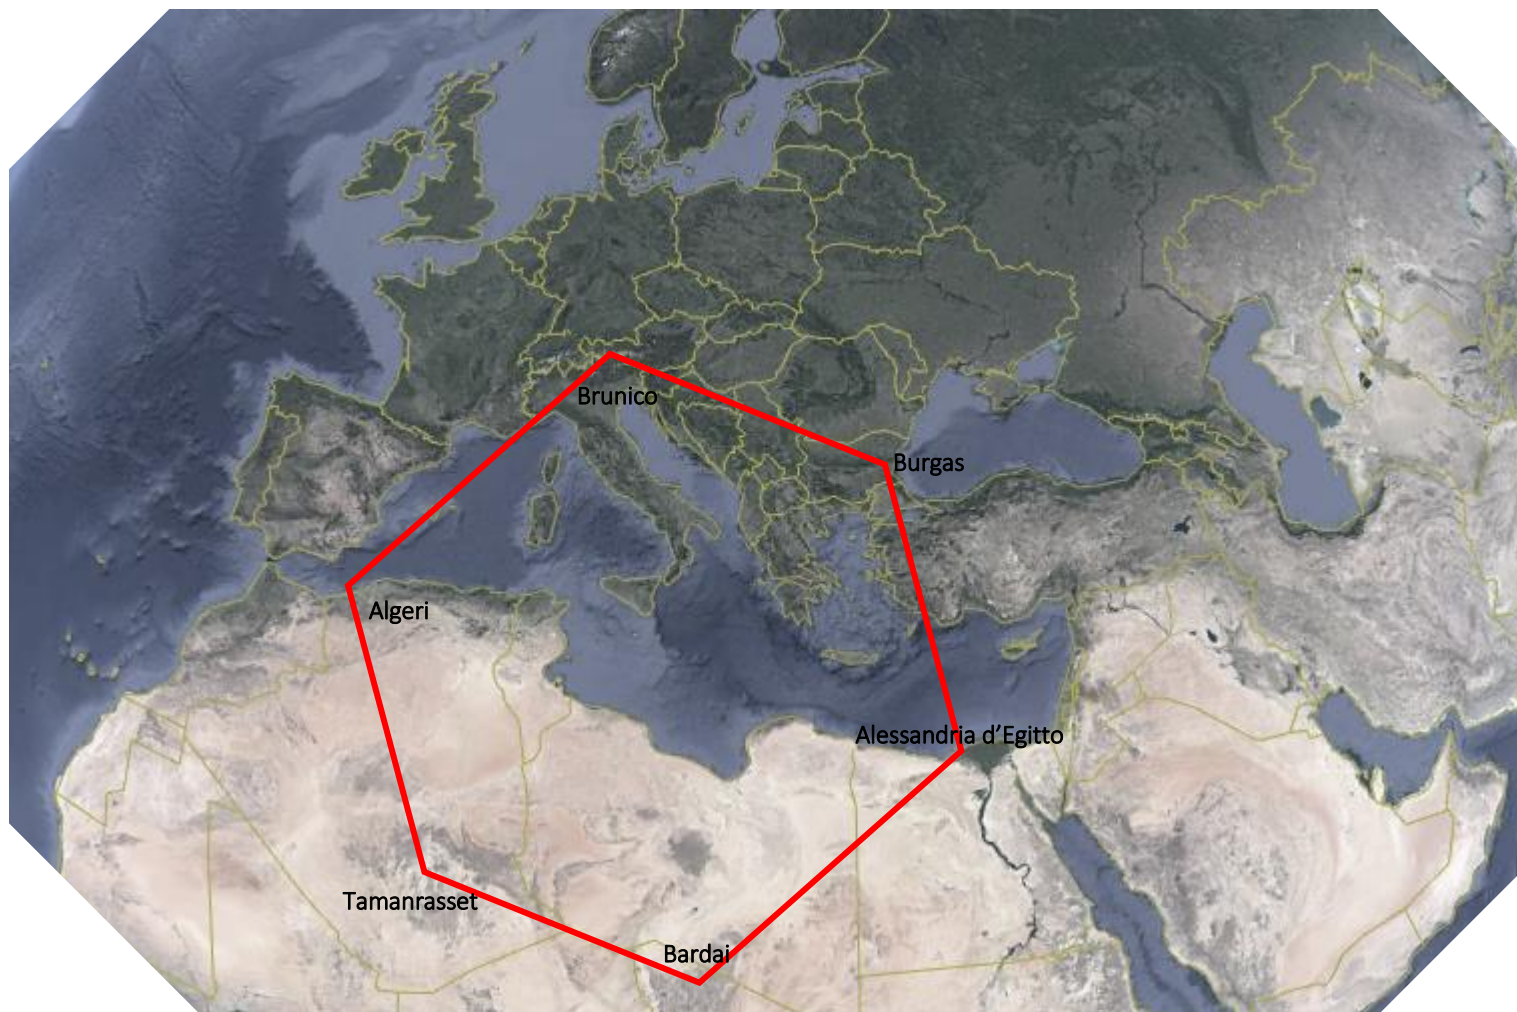 Brunico
Burgas
Algeri
Alessandria d’Egitto
Tamanrasset
Bardai